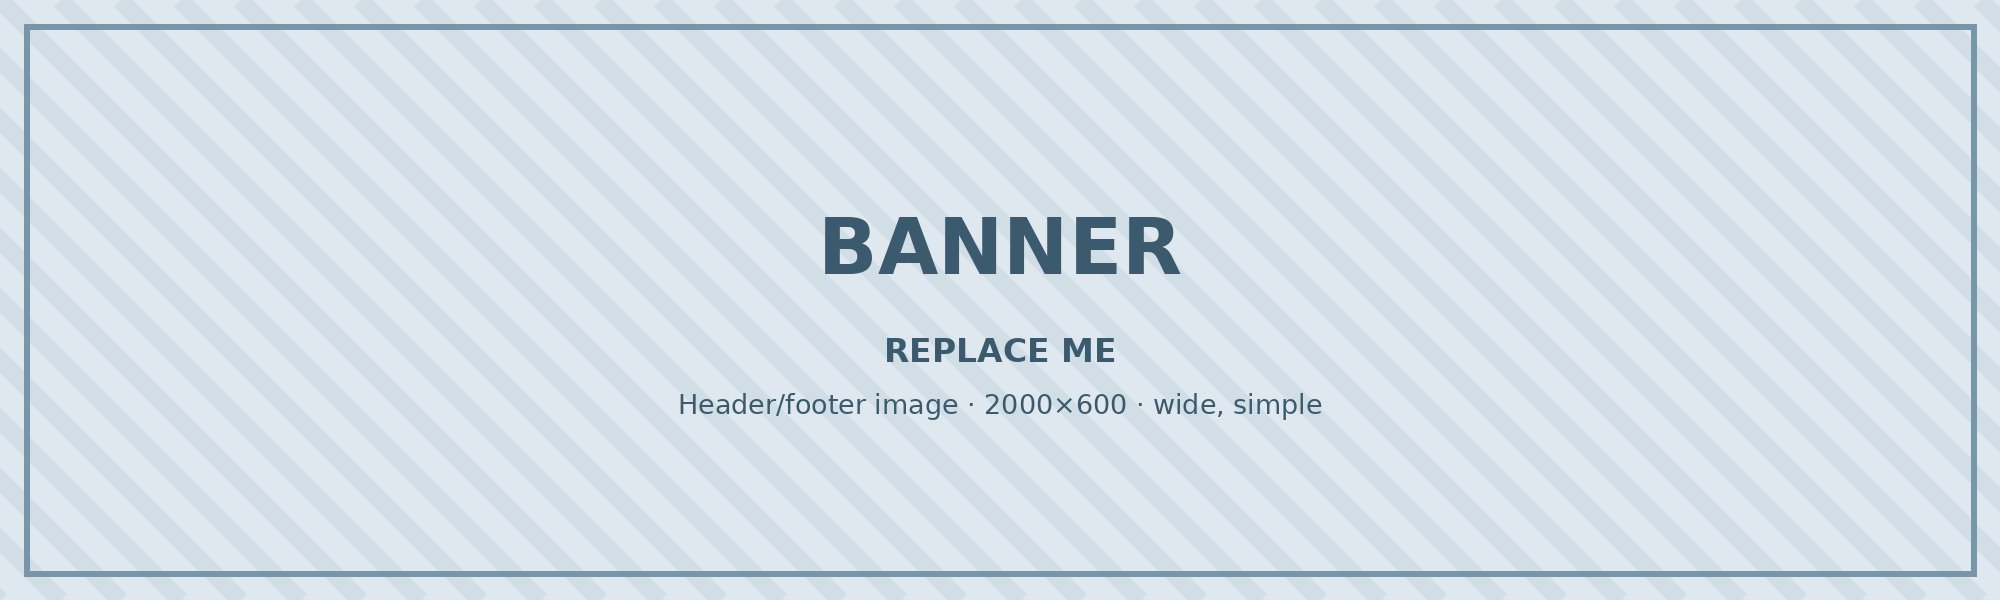 BANNER
REPLACE ME
Header/footer image · 2000×600 · wide, simple